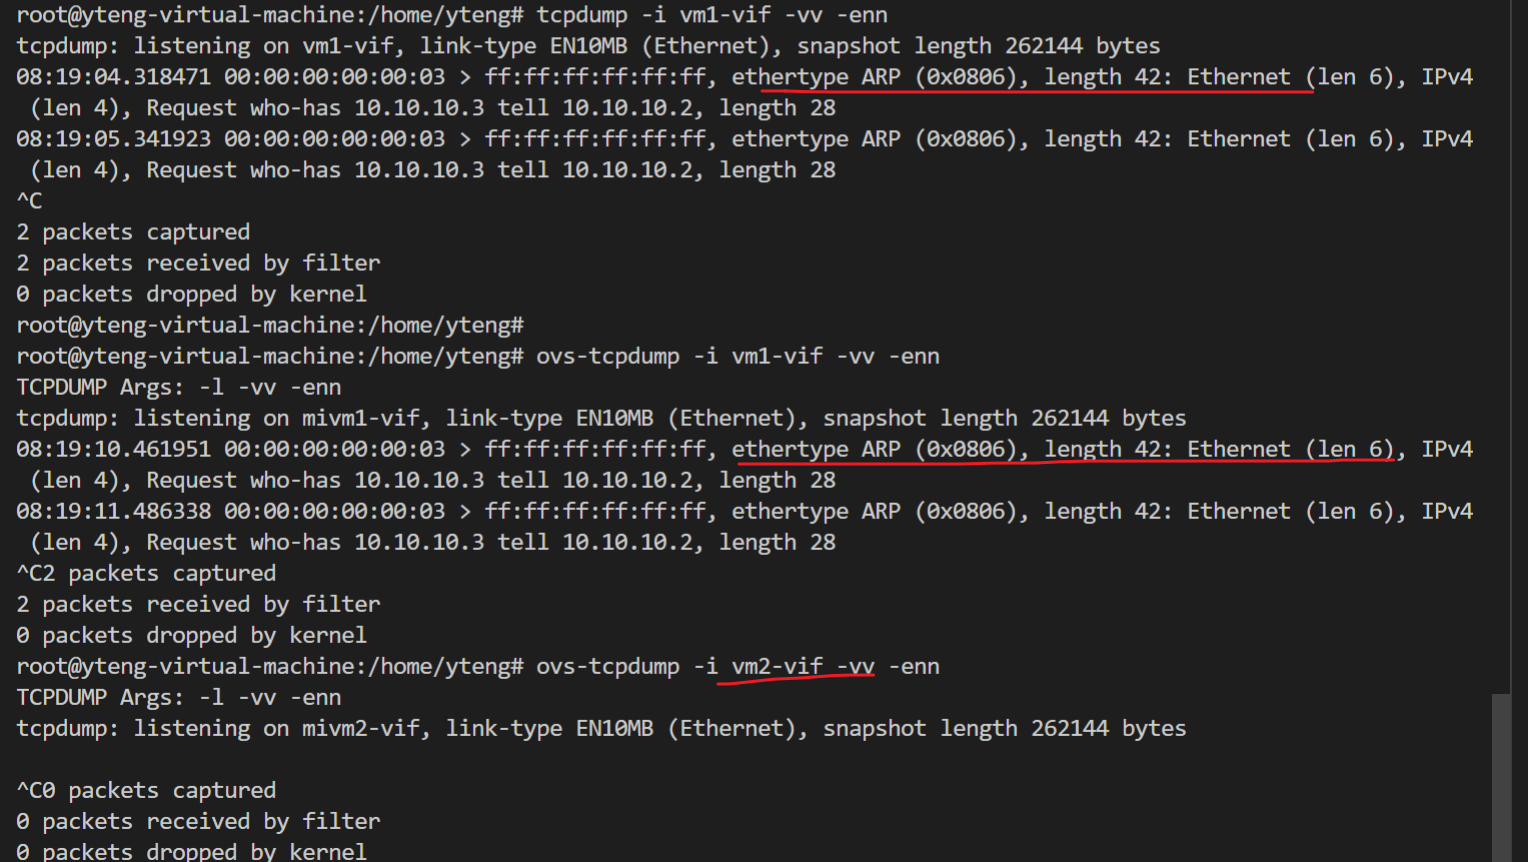 root@yteng-virtual-machine:/home/yteng# tcpdump -i vm1-vif -vv -enn
tcpdump: listening on vm1-vif, link-type EN10MB (Ethernet), snapshot length 262144 bytes
08:19:04.318471 00:00:00:00:00:03 > ff:ff:ff:ff:ff:ff, ethertype ARP (0x0806), length 42: Ethernet (len 6), IPv4
 (len 4), Request who-has 10.10.10.3 tell 10.10.10.2, length 28
08:19:05.341923 00:00:00:00:00:03 > ff:ff:ff:ff:ff:ff, ethertype ARP (0x0806), length 42: Ethernet (len 6), IPv4
 (len 4), Request who-has 10.10.10.3 tell 10.10.10.2, length 28
^C
2 packets captured
2 packets received by filter
0 packets dropped by kernel
root@yteng-virtual-machine:/home/yteng#
root@yteng-virtual-machine:/home/yteng# ovs-tcpdump -i vm1-vif -vv -enn
TCPDUMP Args: -l -vv -enn
tcpdump: listening on mivm1-vif, link-type EN10MB (Ethernet), snapshot length 262144 bytes
08:19:10.461951 00:00:00:00:00:03 > ff:ff:ff:ff:ff:ff, ethertype ARP (0x0806), length 42: Ethernet (len 6), IPv4
 (len 4), Request who-has 10.10.10.3 tell 10.10.10.2, length 28
08:19:11.486338 00:00:00:00:00:03 > ff:ff:ff:ff:ff:ff, ethertype ARP (0x0806), length 42: Ethernet (len 6), IPv4
 (len 4), Request who-has 10.10.10.3 tell 10.10.10.2, length 28
^C2 packets captured
2 packets received by filter
0 packets dropped by kernel
root@yteng-virtual-machine:/home/yteng# ovs-tcpdump -i vm2-vif -vv -enn
TCPDUMP Args: -l -vv -enn
tcpdump: listening on mivm2-vif, link-type EN10MB (Ethernet), snapshot length 262144 bytes
^C0 packets captured
0 packets received by filter
0 packets dropped by kernel